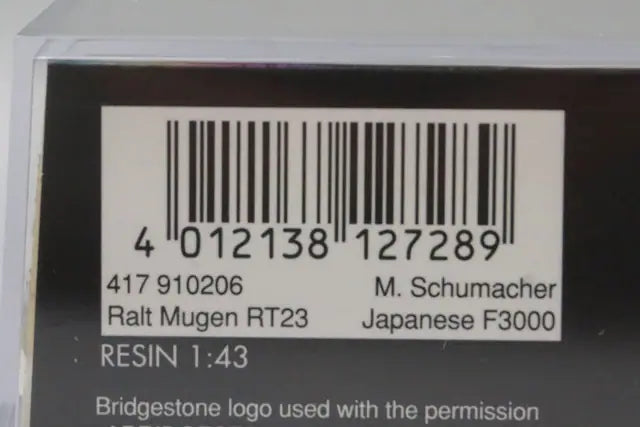 4 012138 127289
417 910206 M. Schumacher
Ralt Mugen RT23 Japanese F3000
RESIN 1:43
Bridgestone logo used with the permission